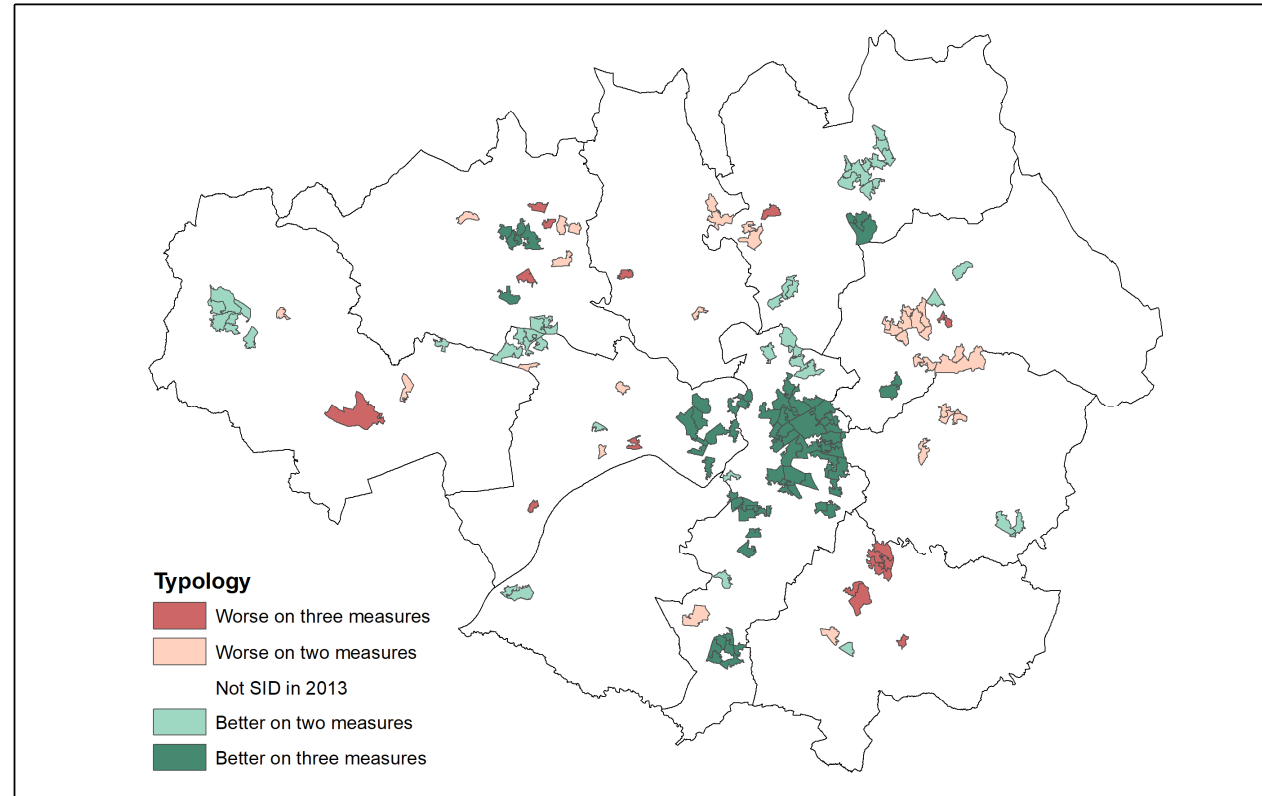 Typology
Worse on three measures
Worse on two measures
Not SID in 2013
Better on two measures
Better on three measures